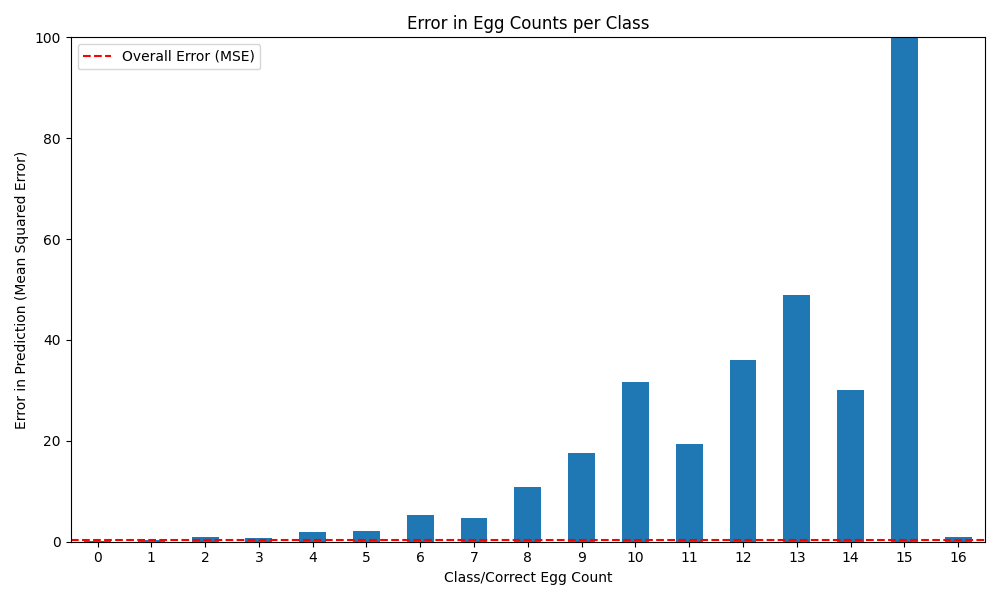 Error in Egg Counts per Class
Overall Error (MSE)
Error in Prediction (Mean Squared Error)
100
80
60
40
20
0
0 1 2 3 4 5 6 7 8 9 10 11 12 13 14 15 16
Class/Correct Egg Count